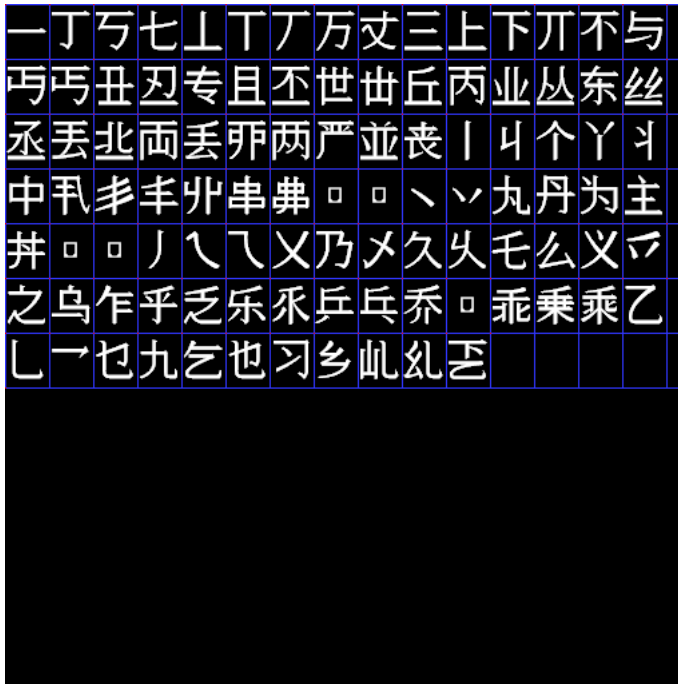 一丁丂七丄丅丆万丈三上下丌不与
丏丐丑丒专且丕世丗丘丙业丛东丝
丞丟丠両丢丣两严並丧丨丩个丫丬
中丮丯丰丱串丳□□丶丷丸丹为主
丼□□丿乀乁乂乃乄久乆乇么义乊
之乌乍乎乏乐乑乒乓乔□乖乗乘乙
乚乛乜九乞也习乡乢乣乤